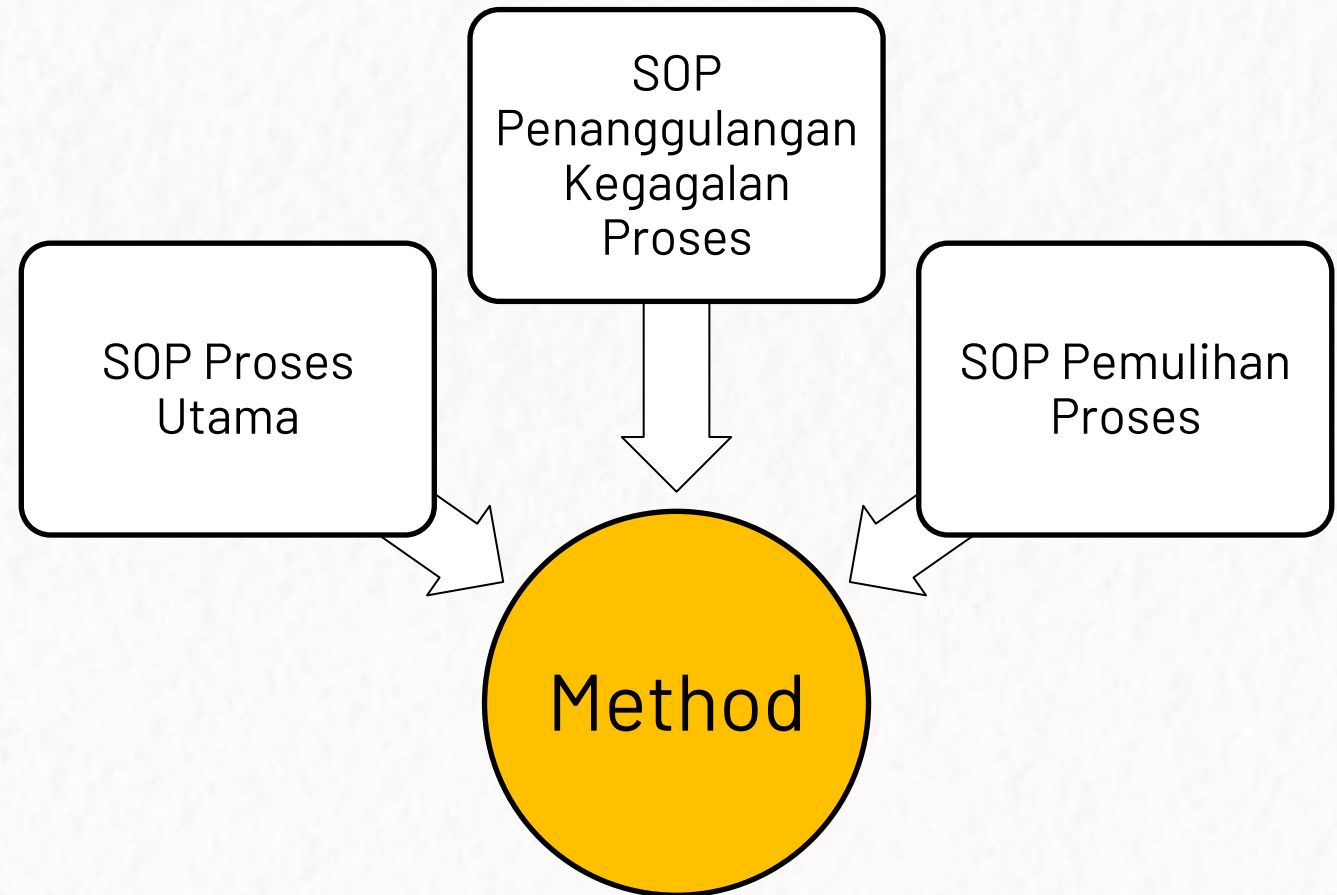 SOP
Penanggulangan
Kegagalan
Proses
SOP Proses
Utama
SOP Pemulihan
Proses
Method